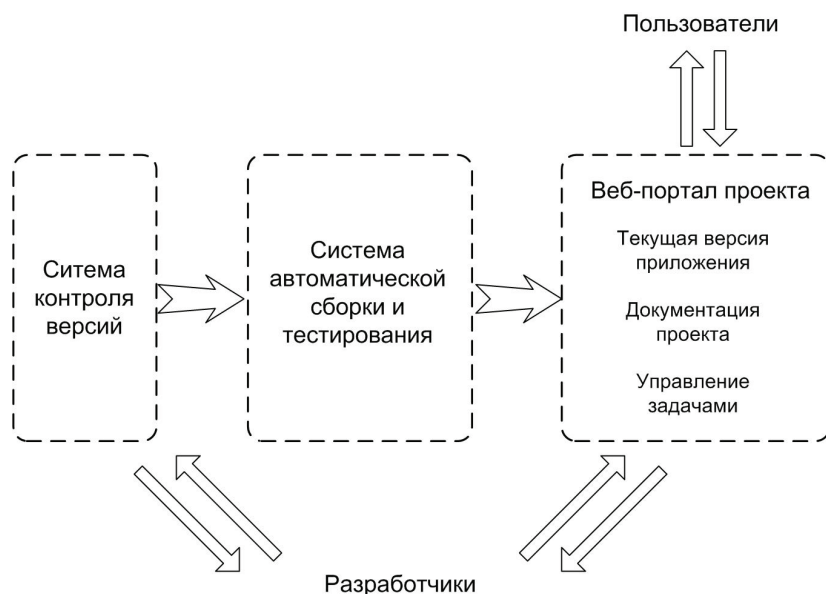 Пользователи
Ситема
контроля
версий
Система
автоматической
сборки и
тестирования
Веб-портал проекта
Текущая версия
приложения
Документация
проекта
Управление
задачами
Разработчики